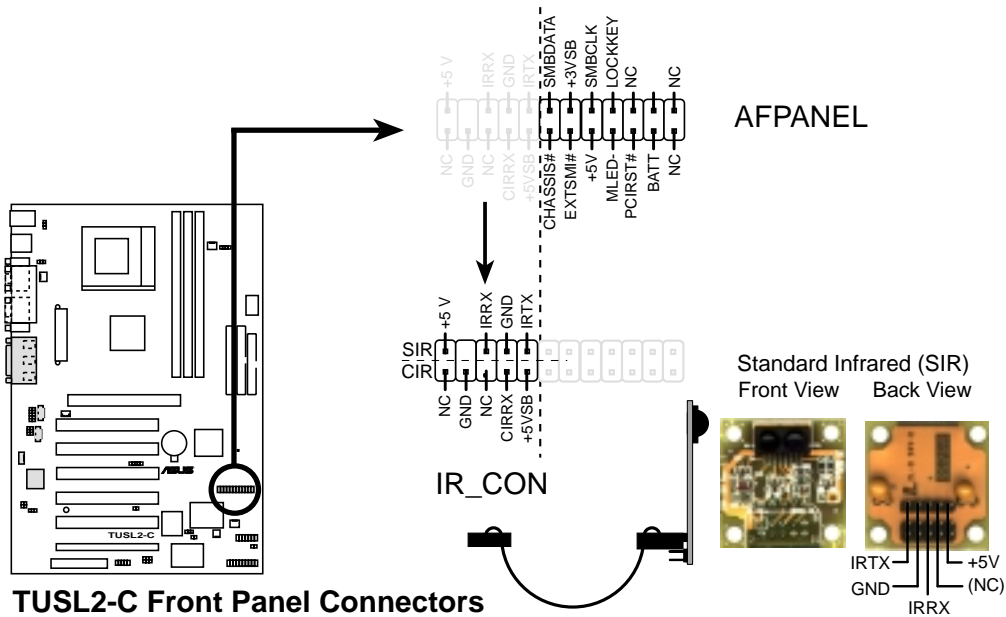 +5 V
IRRX
GND
IRTX
SMBDATA
+3VSB
SMBCLK
LOCKKEY
NC
NC
AFPANEL
NC
GND
NC
CIRRX
+5VSB
CHASSIS#
EXTSMI#
+5V
MLED-
PCIRST#
BATT
NC
+5 V
IRRX
GND
IRTX
SIR
CIR
NC
GND
NC
CIRRX
+5VSB
IR_CON
Standard Infrared (SIR)
Front View Back View
IRTX
+5V
GND
(NC)
IRRX
ASUS
TUSL2-C
TUSL2-C Front Panel Connectors